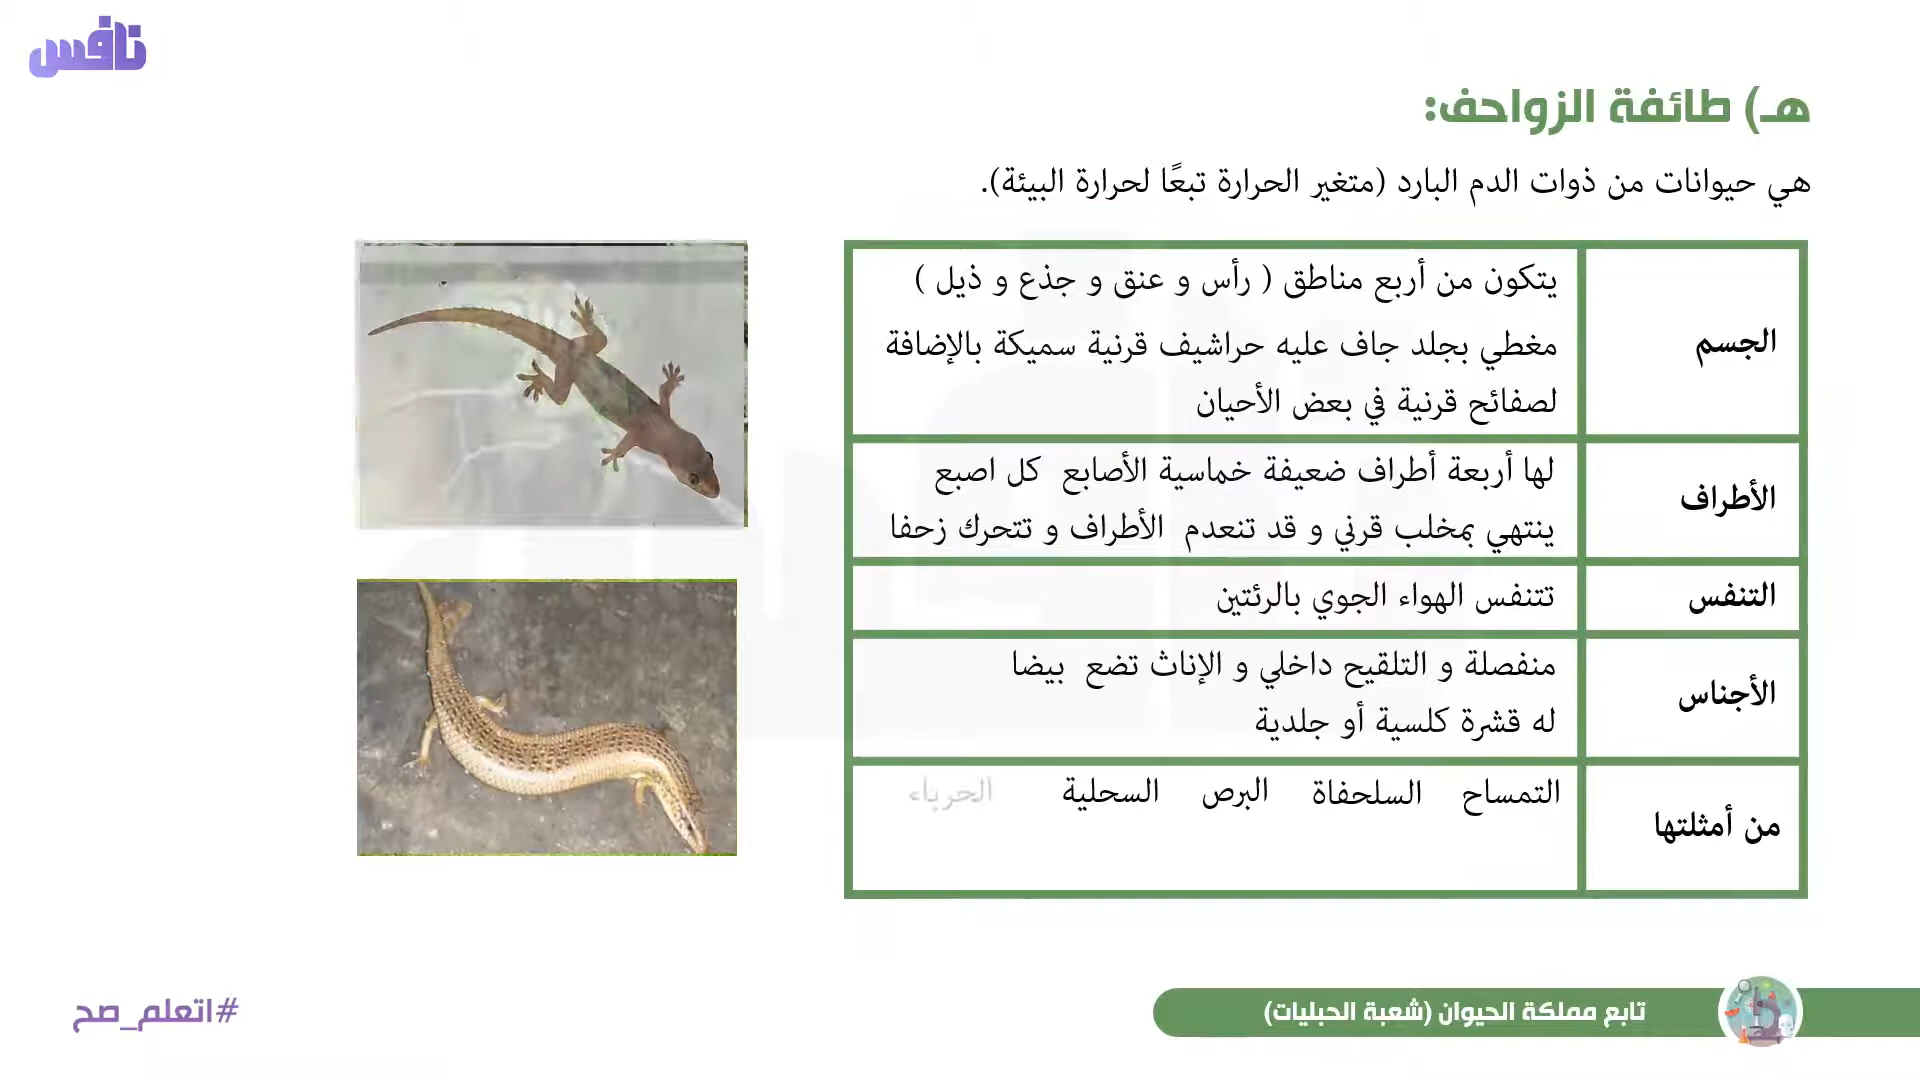 نافس
هـ) طائفة الزواحف:
هي حيوانات من ذوات الدم البارد (متغير الحرارة تبعًا لحرارة البيئة).
الجسم
يتكون من أربع مناطق ( رأس و عنق و جذع و ذيل )
مغطي بجلد جاف عليه حراشيف قرنية سميكة بالإضافة
لصفائح قرنية في بعض الأحيان
الأطراف
لها أربعة أطراف ضعيفة خماسية الأصابع كل اصبع
ينتهي بمخلب قرني و قد تنعدم الأطراف و تتحرك زحفا
التنفس
تتنفس الهواء الجوي بالرئتين
الأجناس
منفصلة و التلقيح داخلي و الإناث تضع بيضا
له قشرة كلسية أو جلدية
من أمثلتها
التمساح السلحفاة البرص السحلية الحرباء
تابع مملكة الحيوان (شعبة الحبليات)
#اتعلم_صح